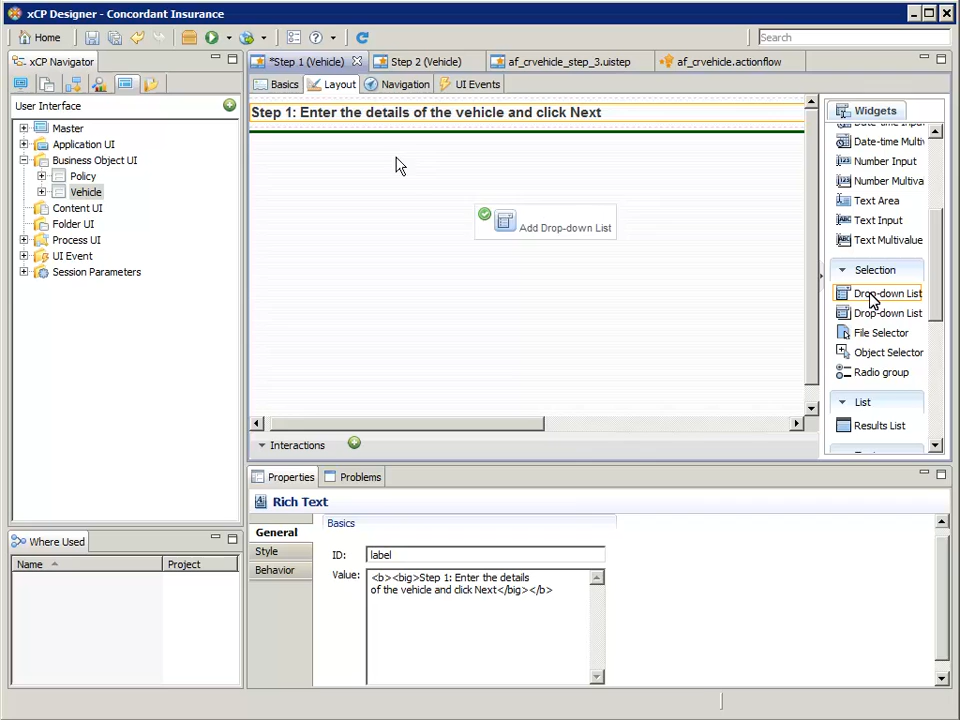 xCP Designer - Concordant Insurance
Home
Search
xCP Navigator
*Step 1 (Vehicle)
Step 2 (Vehicle)
af_crvehicle_step_3.uistep
af_crvehicle.actionflow
Basics
Layout
Navigation
UI Events
User Interface
Master
Application UI
Business Object UI
Policy
Vehicle
Content UI
Folder UI
Process UI
UI Event
Session Parameters
Step 1: Enter the details of the vehicle and click Next
Add Drop-down List
Widgets
Date-time Input
Date-time Multiv
Number Input
Number Multiva
Text Area
Text Input
Text Multivalue
Selection
Drop-down List
Drop-down List
File Selector
Object Selector
Radio group
List
Results List
Interactions
Properties
Problems
Rich Text
General
Style
Behavior
Basics
ID:
label
Value:
<b><big>Step 1: Enter the details
of the vehicle and click Next</big></b>
Where Used
Name
Project